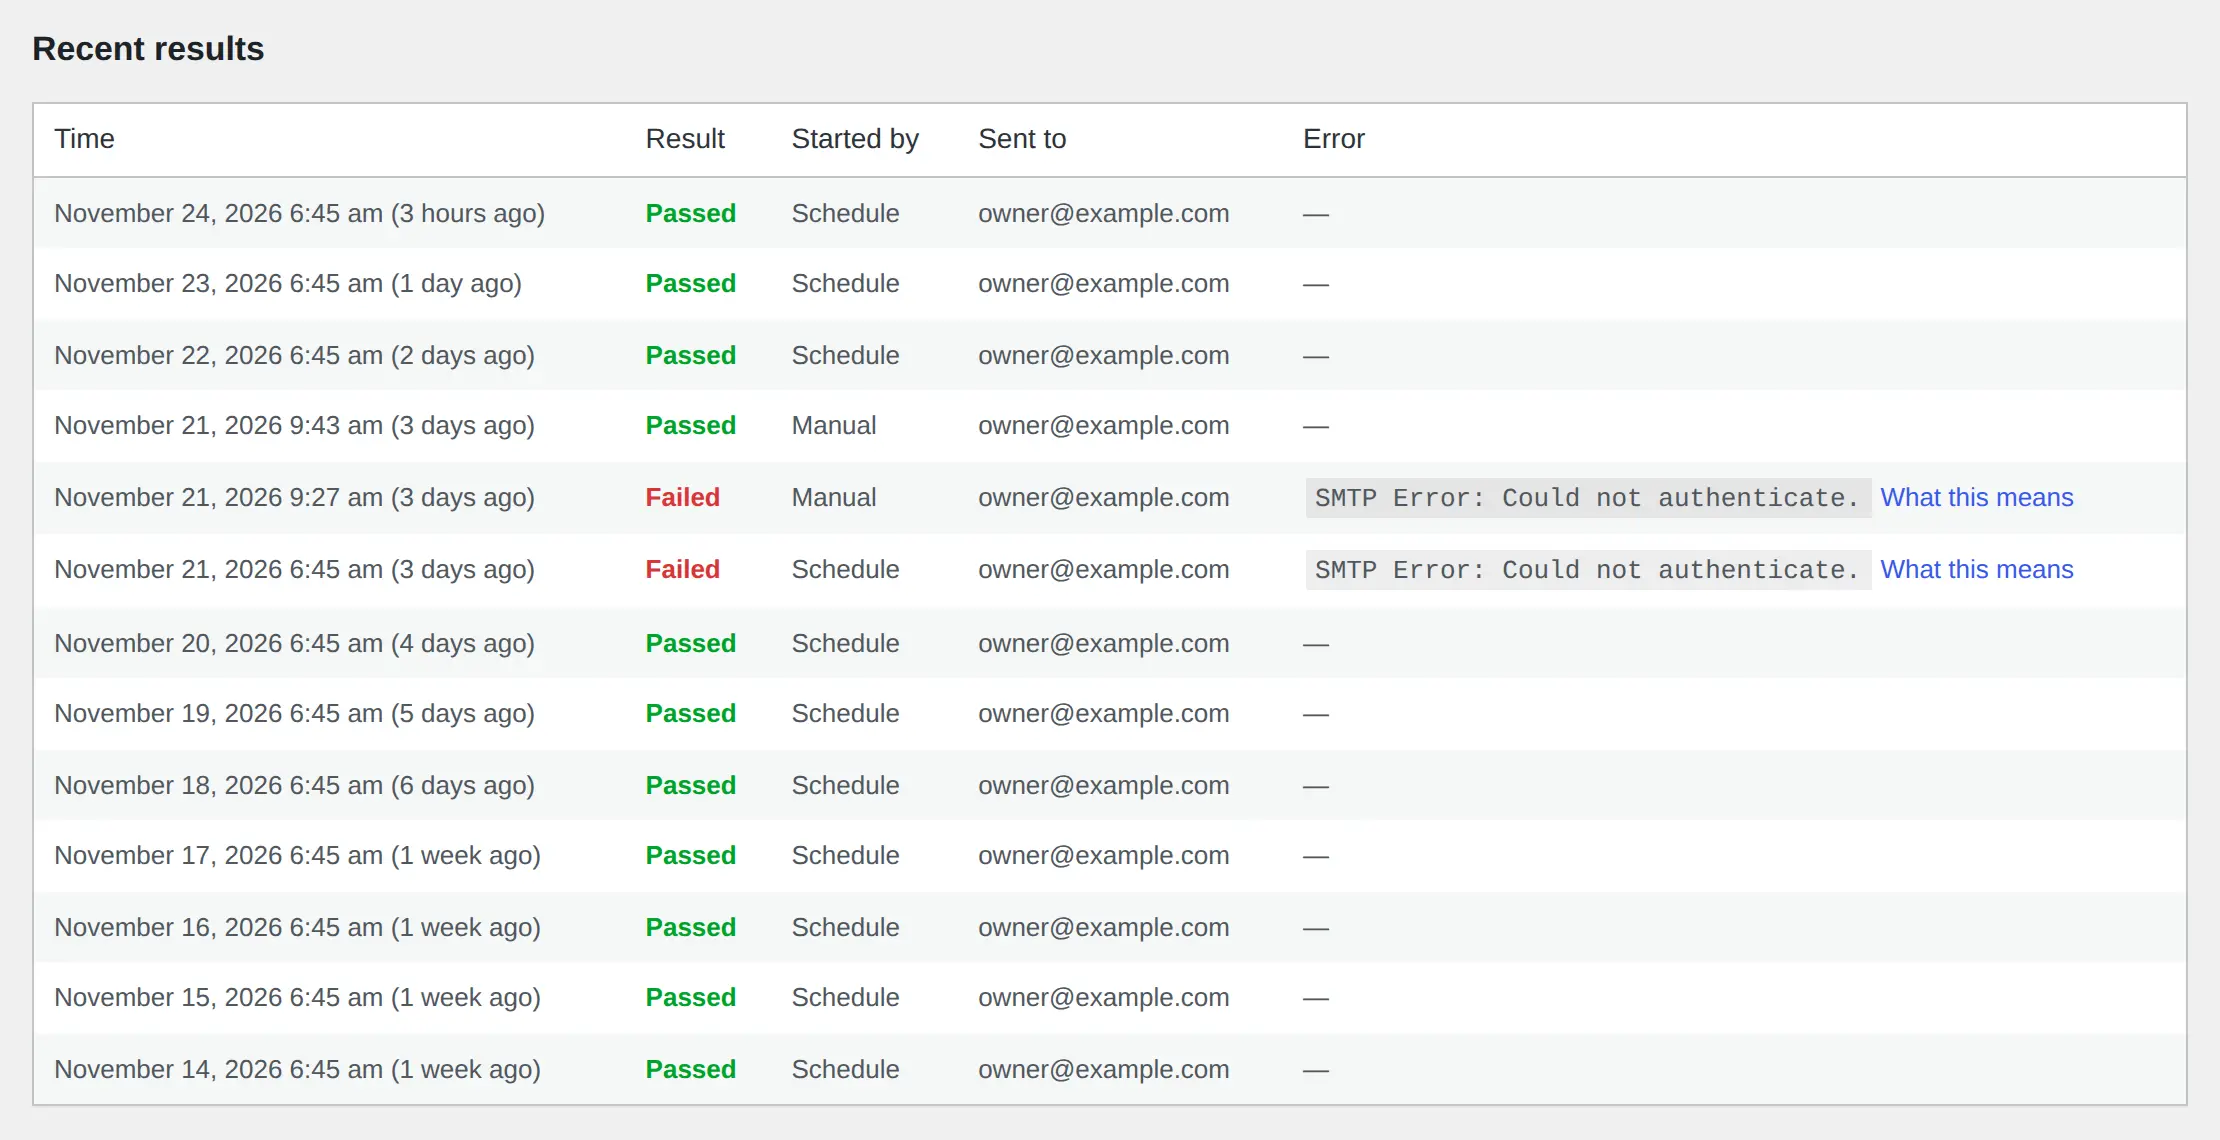 Recent results
Time Result Started by Sent to Error
November 24, 2026 6:45 am (3 hours ago) Passed Schedule owner@example.com —
November 23, 2026 6:45 am (1 day ago) Passed Schedule owner@example.com —
November 22, 2026 6:45 am (2 days ago) Passed Schedule owner@example.com —
November 21, 2026 9:43 am (3 days ago) Passed Manual owner@example.com —
November 21, 2026 9:27 am (3 days ago) Failed Manual owner@example.com SMTP Error: Could not authenticate. What this means
November 21, 2026 6:45 am (3 days ago) Failed Schedule owner@example.com SMTP Error: Could not authenticate. What this means
November 20, 2026 6:45 am (4 days ago) Passed Schedule owner@example.com —
November 19, 2026 6:45 am (5 days ago) Passed Schedule owner@example.com —
November 18, 2026 6:45 am (6 days ago) Passed Schedule owner@example.com —
November 17, 2026 6:45 am (1 week ago) Passed Schedule owner@example.com —
November 16, 2026 6:45 am (1 week ago) Passed Schedule owner@example.com —
November 15, 2026 6:45 am (1 week ago) Passed Schedule owner@example.com —
November 14, 2026 6:45 am (1 week ago) Passed Schedule owner@example.com —